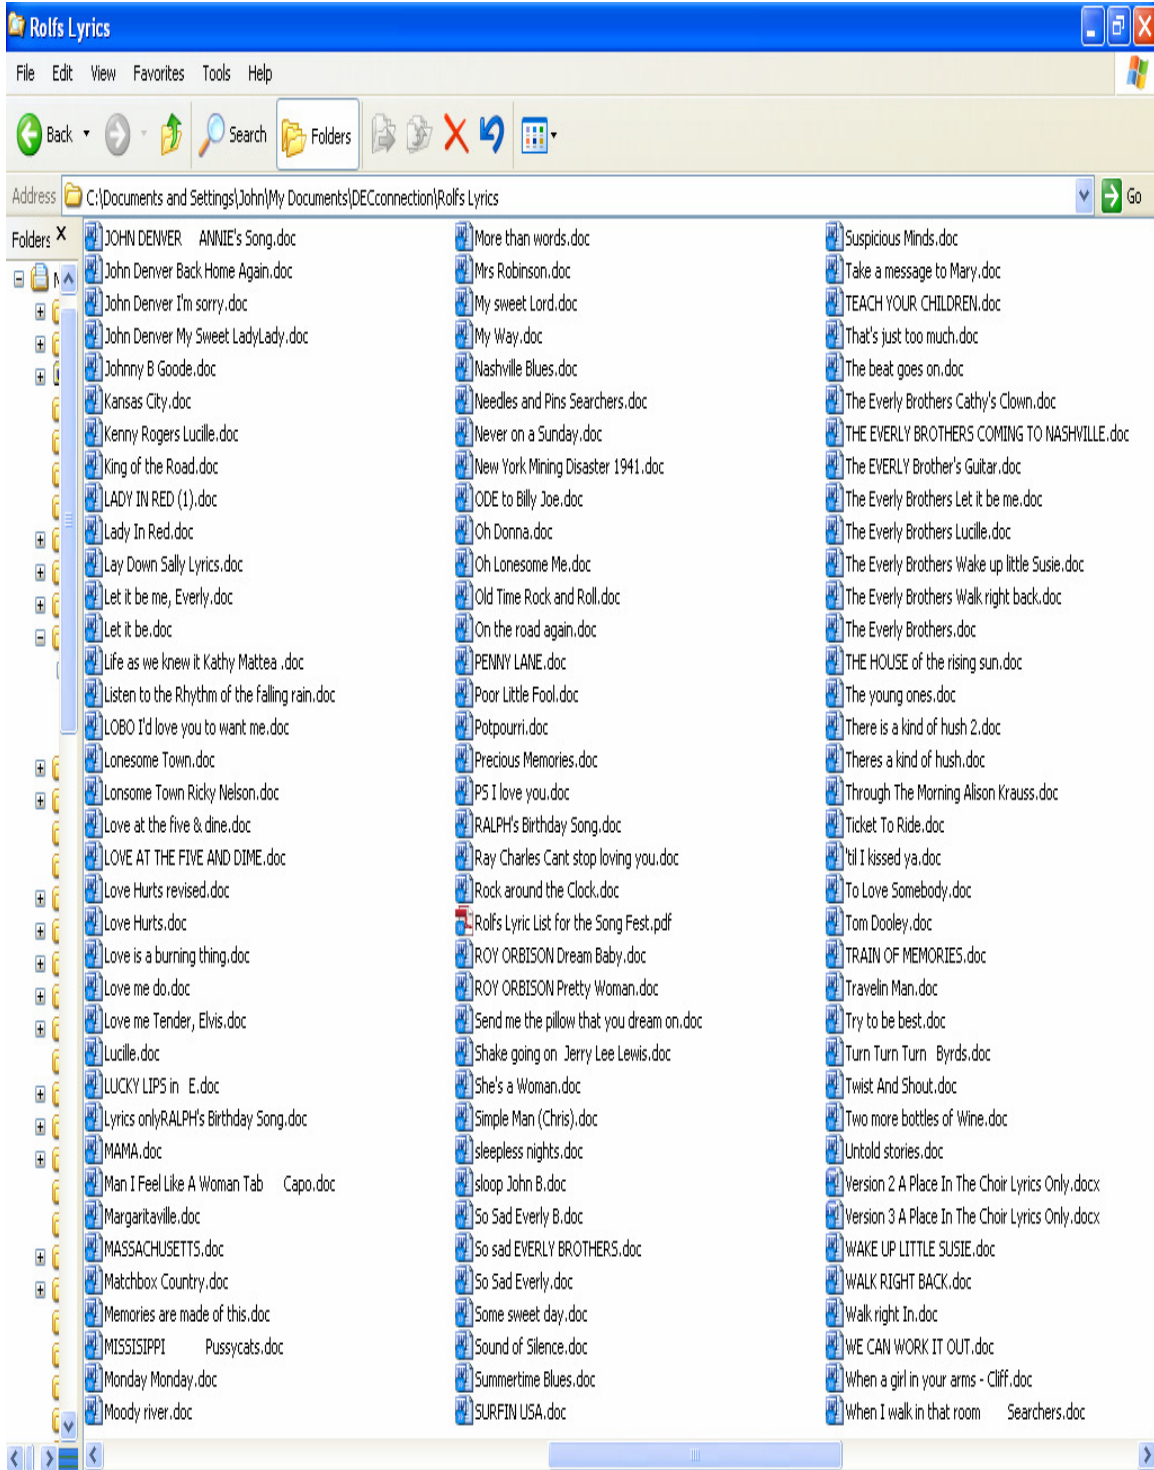 Rolfs Lyrics
File Edit View Favorites Tools Help
Back Search Folders
Address C:\Documents and Settings\John\My Documents\DECconnection\Rolfs Lyrics Go
Folders X
JOHN DENVER ANNIE's Song.doc
John Denver Back Home Again.doc
John Denver I'm sorry.doc
John Denver My Sweet LadyLady.doc
Johnny B Goode.doc
Kansas City.doc
Kenny Rogers Lucille.doc
King of the Road.doc
LADY IN RED (1).doc
Lady In Red.doc
Lay Down Sally Lyrics.doc
Let it be me, Everly.doc
Let it be.doc
Life as we knew it Kathy Mattea .doc
Listen to the Rhythm of the falling rain.doc
LOBO I'd love you to want me.doc
Lonesome Town.doc
Lonsome Town Ricky Nelson.doc
Love at the five & dine.doc
LOVE AT THE FIVE AND DIME.doc
Love Hurts revised.doc
Love Hurts.doc
Love is a burning thing.doc
Love me do.doc
Love me Tender, Elvis.doc
Lucille.doc
LUCKY LIPS in E.doc
Lyrics onlyRALPH's Birthday Song.doc
MAMA.doc
Man I Feel Like A Woman Tab Capo.doc
Margaritaville.doc
MASSACHUSETTS.doc
Matchbox Country.doc
Memories are made of this.doc
MISSISIPPI Pussycats.doc
Monday Monday.doc
Moody river.doc
More than words.doc
Mrs Robinson.doc
My sweet Lord.doc
My Way.doc
Nashville Blues.doc
Needles and Pins Searchers.doc
Never on a Sunday.doc
New York Mining Disaster 1941.doc
ODE to Billy Joe.doc
Oh Donna.doc
Oh Lonesome Me.doc
Old Time Rock and Roll.doc
On the road again.doc
PENNY LANE.doc
Poor Little Fool.doc
Potpourri.doc
Precious Memories.doc
PS I love you.doc
RALPH's Birthday Song.doc
Ray Charles Cant stop loving you.doc
Rock around the Clock.doc
Rolfs Lyric List for the Song Fest.pdf
ROY ORBISON Dream Baby.doc
ROY ORBISON Pretty Woman.doc
Send me the pillow that you dream on.doc
Shake going on Jerry Lee Lewis.doc
She's a Woman.doc
Simple Man (Chris).doc
sleepless nights.doc
sloop John B.doc
So Sad Everly B.doc
So sad EVERLY BROTHERS.doc
So Sad Everly.doc
Some sweet day.doc
Sound of Silence.doc
Summertime Blues.doc
SURFIN USA.doc
Suspicious Minds.doc
Take a message to Mary.doc
TEACH YOUR CHILDREN.doc
That's just too much.doc
The beat goes on.doc
The Everly Brothers Cathy's Clown.doc
THE EVERLY BROTHERS COMING TO NASHVILLE.doc
The EVERLY Brother's Guitar.doc
The Everly Brothers Let it be me.doc
The Everly Brothers Lucille.doc
The Everly Brothers Wake up little Susie.doc
The Everly Brothers Walk right back.doc
The Everly Brothers.doc
THE HOUSE of the rising sun.doc
The young ones.doc
There is a kind of hush 2.doc
Theres a kind of hush.doc
Through The Morning Alison Krauss.doc
Ticket To Ride.doc
'til I kissed ya.doc
To Love Somebody.doc
Tom Dooley.doc
TRAIN OF MEMORIES.doc
Travelin Man.doc
Try to be best.doc
Turn Turn Turn Byrds.doc
Twist And Shout.doc
Two more bottles of Wine.doc
Untold stories.doc
Version 2 A Place In The Choir Lyrics Only.docx
Version 3 A Place In The Choir Lyrics Only.docx
WAKE UP LITTLE SUSIE.doc
WALK RIGHT BACK.doc
Walk right In.doc
WE CAN WORK IT OUT.doc
When a girl in your arms - Cliff.doc
When I walk in that room Searchers.doc